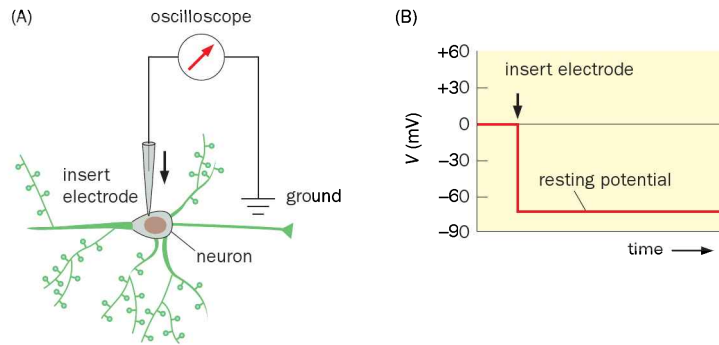 (A)
oscilloscope
insert
electrode
ground
neuron
(B)
+60
+30
0
–30
–60
–90
V (mV)
insert electrode
resting potential
time